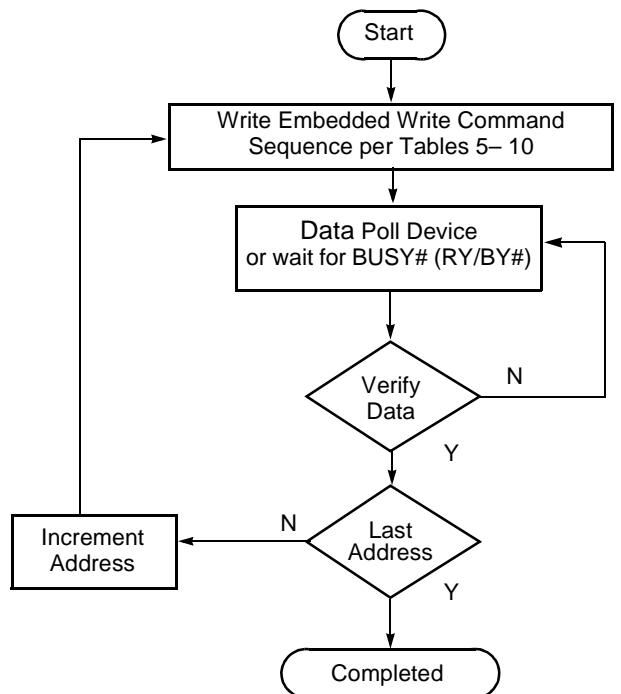 Start
Write Embedded Write Command
Sequence per Tables 5– 10
Data Poll Device
or wait for BUSY# (RY/BY#)
Verify
Data
N
Y
Last
Address
N
Y
Increment
Address
Completed